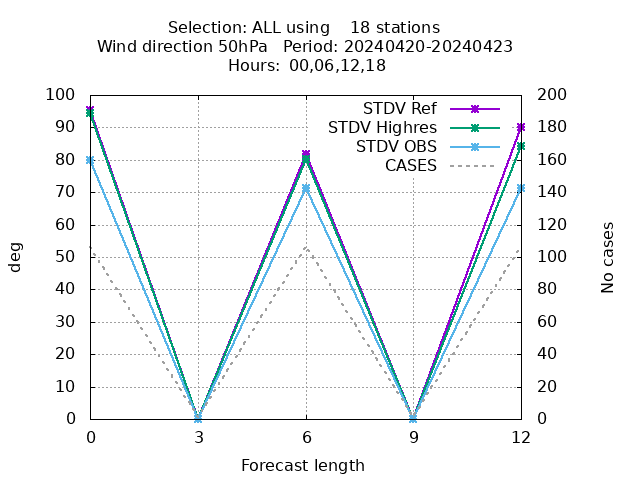 Selection: ALL using    18 stations
Wind direction 50hPa   Period: 20240420-20240423
Hours: 00,06,12,18
STDV Ref
STDV Highres
STDV OBS
CASES
100
90
80
70
60
50
40
30
20
10
0
deg
200
180
160
140
120
100
80
60
40
20
0
No cases
0 3 6 9 12
Forecast length